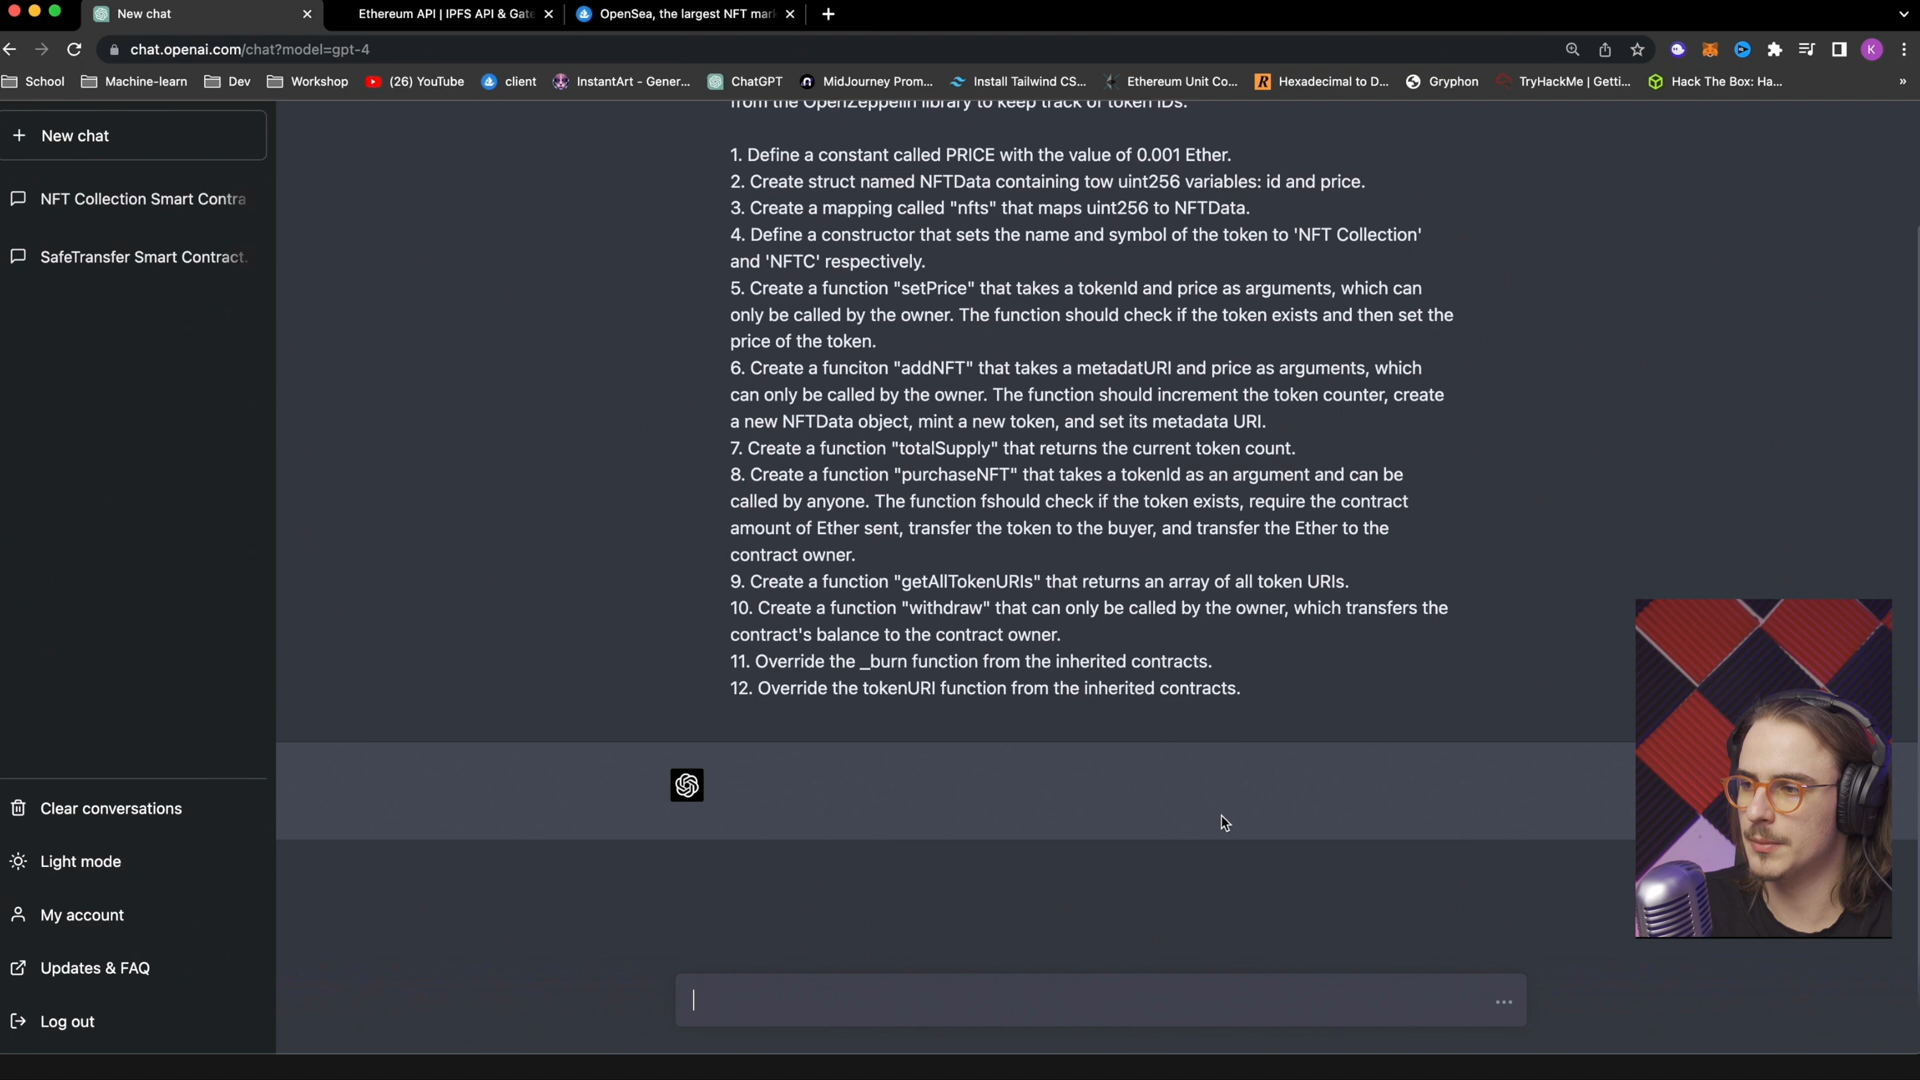 New chat
Ethereum API | IPFS API & Gate
OpenSea, the largest NFT mar
chat.openai.com/chat?model=gpt-4
K
School
Machine-learn
Dev
Workshop
(26) YouTube
client
InstantArt - Gener...
ChatGPT
MidJourney Prom...
Install Tailwind CS...
Ethereum Unit Co...
Hexadecimal to D...
Gryphon
TryHackMe | Getti...
Hack The Box: Ha...
»
New chat
NFT Collection Smart Contra
SafeTransfer Smart Contract.
from the OpenZeppelin library to keep track of token IDs.
1. Define a constant called PRICE with the value of 0.001 Ether.
2. Create struct named NFTData containing tow uint256 variables: id and price.
3. Create a mapping called "nfts" that maps uint256 to NFTData.
4. Define a constructor that sets the name and symbol of the token to 'NFT Collection'
and 'NFTC' respectively.
5. Create a function "setPrice" that takes a tokenId and price as arguments, which can
only be called by the owner. The function should check if the token exists and then set the
price of the token.
6. Create a funciton "addNFT" that takes a metadatURI and price as arguments, which
can only be called by the owner. The function should increment the token counter, create
a new NFTData object, mint a new token, and set its metadata URI.
7. Create a function "totalSupply" that returns the current token count.
8. Create a function "purchaseNFT" that takes a tokenId as an argument and can be
called by anyone. The function fshould check if the token exists, require the contract
amount of Ether sent, transfer the token to the buyer, and transfer the Ether to the
contract owner.
9. Create a function "getAllTokenURIs" that returns an array of all token URIs.
10. Create a function "withdraw" that can only be called by the owner, which transfers the
contract's balance to the contract owner.
11. Override the _burn function from the inherited contracts.
12. Override the tokenURI function from the inherited contracts.
Clear conversations
Light mode
My account
Updates & FAQ
Log out